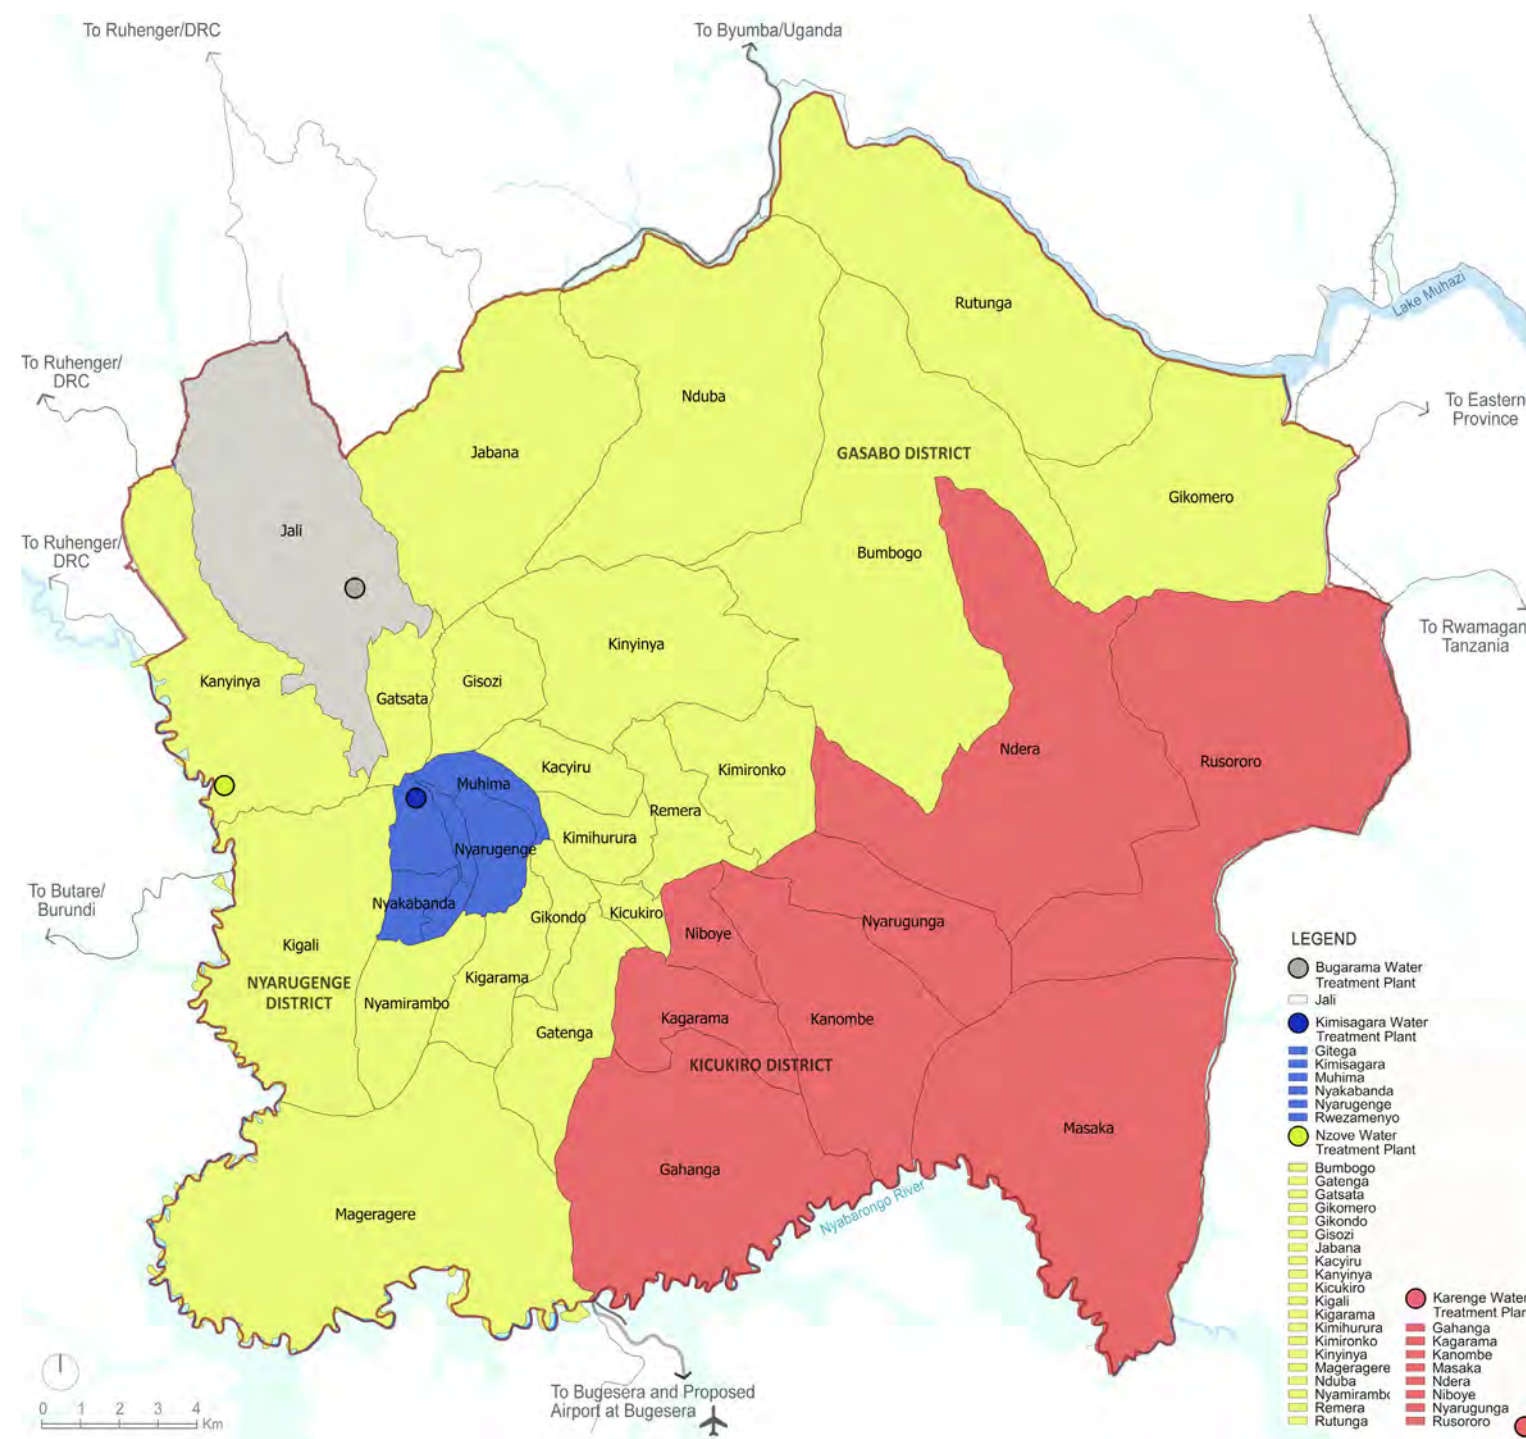 To Ruhenger/DRC
To Byumba/Uganda
Lake Muhazi
Rutunga
To Ruhenger/
DRC
Nduba
To Eastern
Province
Jabana
GASABO DISTRICT
Gikomero
Jali
To Ruhenger/
DRC
Bumbogo
To Rwamagan
Tanzania
Kinyinya
Kanyinya
Gatsata
Gisozi
Ndera
Rusororo
Kacyiru
Kimironko
Muhima
Remera
Kimihurura
Nyarugenge
To Butare/
Burundi
Nyakabanda
Gikondo
Kicukiro
Nyarugunga
Niboye
Kigali
Kigarama
NYARUGENGE
DISTRICT
Nyamirambo
Gatenga
Kagarama
Kanombe
KICUKIRO DISTRICT
Masaka
Gahanga
Mageragere
Nyabarongo River
To Bugesera and Proposed
Airport at Bugesera
0 1 2 3 4
Km
LEGEND
Bugarama Water
Treatment Plant
Jali
Kimisagara Water
Treatment Plant
Gitega
Kimisagara
Muhima
Nyakabanda
Nyarugenge
Rwezamenyo
Nzove Water
Treatment Plant
Bumbogo
Gatenga
Gatsata
Gikomero
Gikondo
Gisozi
Jabana
Kacyiru
Kanyinya
Kicukiro
Kigali
Kigarama
Kimihurura
Kimironko
Kinyinya
Mageragere
Nduba
Nyamirambo
Remera
Rutunga
Karenge Water
Treatment Plan
Gahanga
Kagarama
Kanombe
Masaka
Ndera
Niboye
Nyarugunga
Rusororo